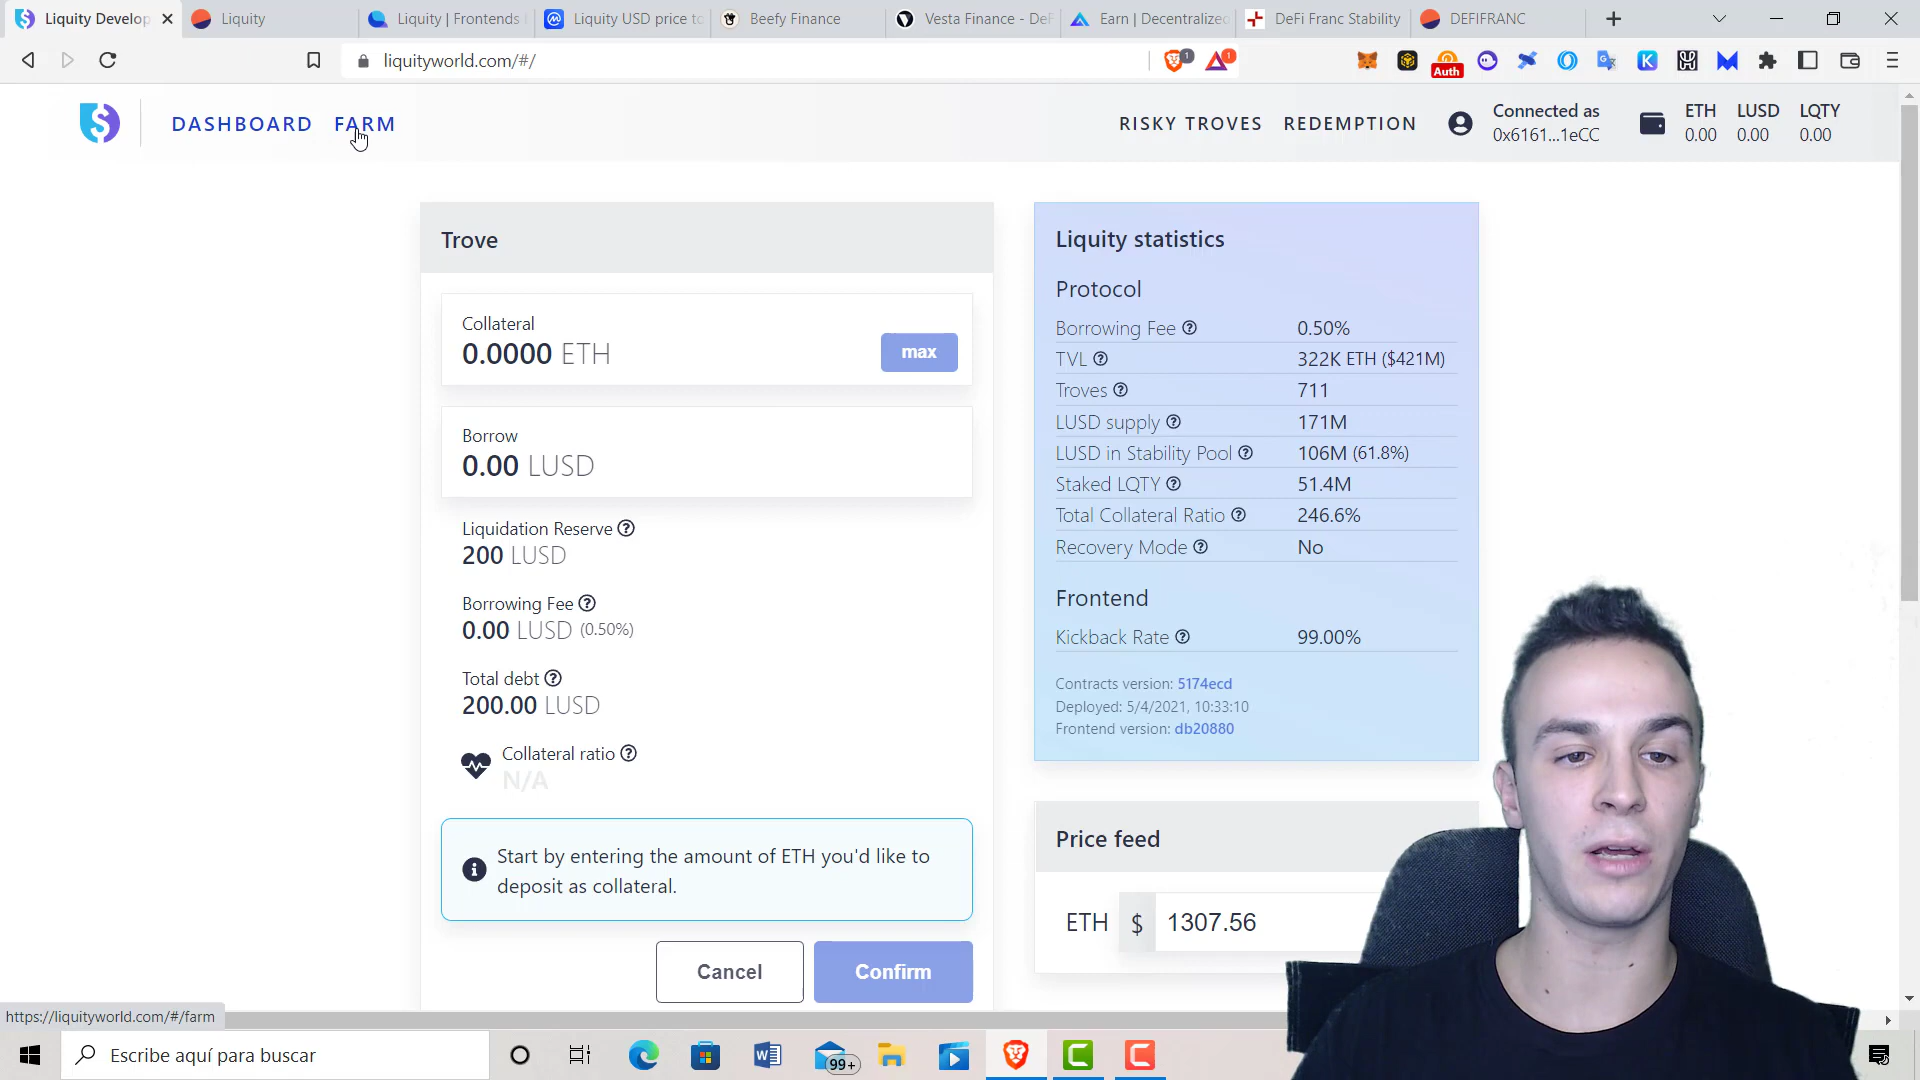 Liquity Develop
Liquity
Liquity | Frontends
Liquity USD price to
Beefy Finance
Vesta Finance - DeF
Earn | Decentralized
DeFi Franc Stability
DEFIFRANC
liquityworld.com/#/
1
1
Auth
DASHBOARD
FARM
RISKY TROVES
REDEMPTION
Connected as
0x6161...1eCC
ETH
0.00
LUSD
0.00
LQTY
0.00
Trove
Collateral
0.0000 ETH
max
Borrow
0.00 LUSD
Liquidation Reserve
200 LUSD
Borrowing Fee
0.00 LUSD (0.50%)
Total debt
200.00 LUSD
Collateral ratio
N/A
Start by entering the amount of ETH you'd like to
deposit as collateral.
Cancel
Confirm
Liquity statistics
Protocol
Borrowing Fee 0.50%
TVL 322K ETH ($421M)
Troves 711
LUSD supply 171M
LUSD in Stability Pool 106M (61.8%)
Staked LQTY 51.4M
Total Collateral Ratio 246.6%
Recovery Mode No
Frontend
Kickback Rate 99.00%
Contracts version: 5174ecd
Deployed: 5/4/2021, 10:33:10
Frontend version: db20880
Price feed
ETH $ 1307.56
https://liquityworld.com/#/farm
Escribe aquí para buscar
99+